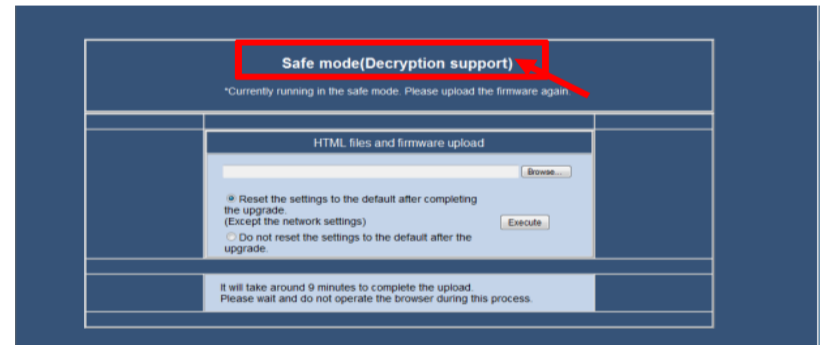 Safe mode(Decryption support)
*Currently running in the safe mode. Please upload the firmware again.
HTML files and firmware upload
Browse...
Reset the settings to the default after completing
the upgrade.
(Except the network settings)
Execute
Do not reset the settings to the default after the
upgrade.
It will take around 9 minutes to complete the upload.
Please wait and do not operate the browser during this process.